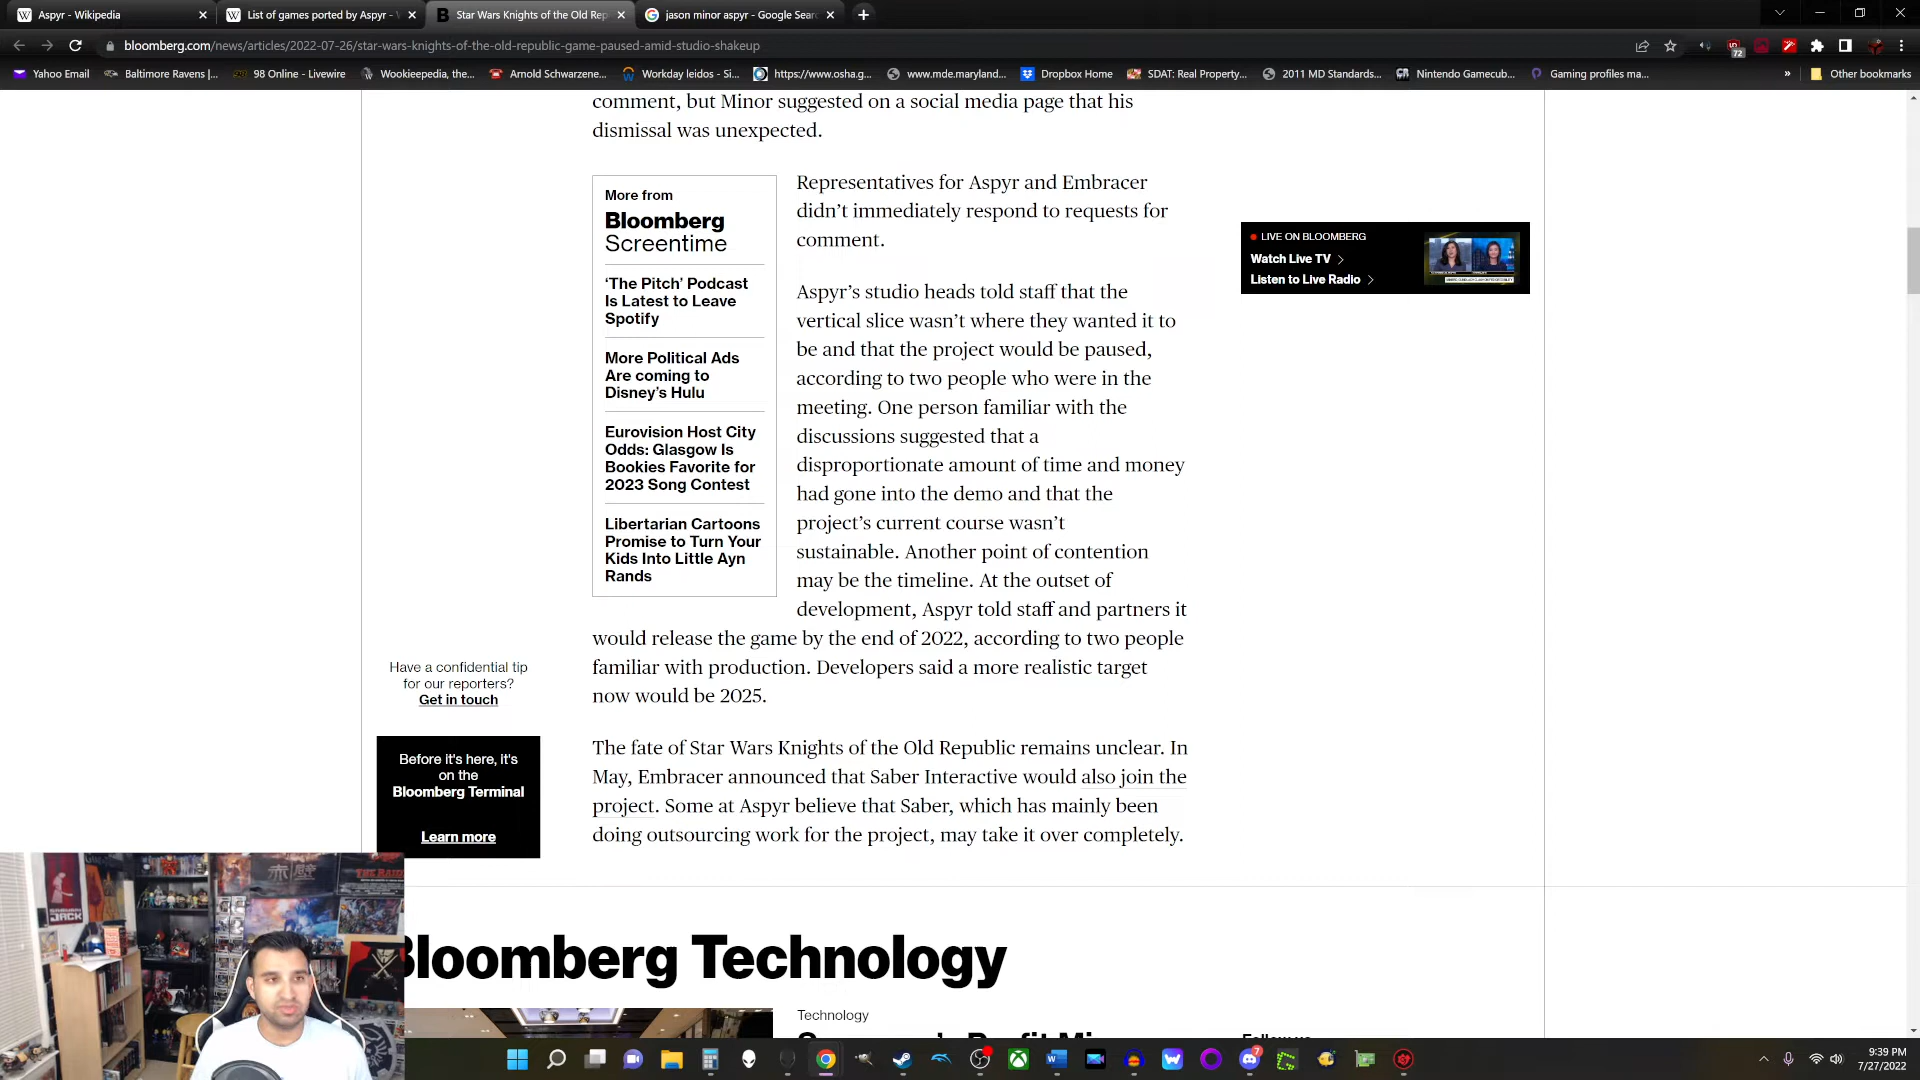 Aspyr - Wikipedia
List of games ported by Aspyr -
Star Wars Knights of the Old Rep
jason minor aspyr - Google Sear
bloomberg.com/news/articles/2022-07-26/star-wars-knights-of-the-old-republic-game-paused-amid-studio-shakeup
72
Yahoo Email
Baltimore Ravens |...
98 Online - Livewire
Wookieepedia, the...
Arnold Schwarzene...
Workday leidos - Si...
https://www.osha.g...
www.mde.maryland...
Dropbox Home
SDAT: Real Property...
2011 MD Standards...
Nintendo Gamecub...
Gaming profiles ma...
»
Other bookmarks
comment, but Minor suggested on a social media page that his
dismissal was unexpected.
More from
Bloomberg
Screentime
‘The Pitch’ Podcast
Is Latest to Leave
Spotify
More Political Ads
Are coming to
Disney’s Hulu
Eurovision Host City
Odds: Glasgow Is
Bookies Favorite for
2023 Song Contest
Libertarian Cartoons
Promise to Turn Your
Kids Into Little Ayn
Rands
Representatives for Aspyr and Embracer
didn’t immediately respond to requests for
comment.
Aspyr’s studio heads told staff that the
vertical slice wasn’t where they wanted it to
be and that the project would be paused,
according to two people who were in the
meeting. One person familiar with the
discussions suggested that a
disproportionate amount of time and money
had gone into the demo and that the
project’s current course wasn’t
sustainable. Another point of contention
may be the timeline. At the outset of
development, Aspyr told staff and partners it
would release the game by the end of 2022, according to two people
familiar with production. Developers said a more realistic target
now would be 2025.
The fate of Star Wars Knights of the Old Republic remains unclear. In
May, Embracer announced that Saber Interactive would also join the
project. Some at Aspyr believe that Saber, which has mainly been
doing outsourcing work for the project, may take it over completely.
LIVE ON BLOOMBERG
Watch Live TV
Listen to Live Radio
Have a confidential tip
for our reporters?
Get in touch
Before it's here, it's
on the
Bloomberg Terminal
Learn more
Bloomberg Technology
Technology
SAMURAI
JACK
赤壁
THE RAID
7
9:39 PM
7/27/2022